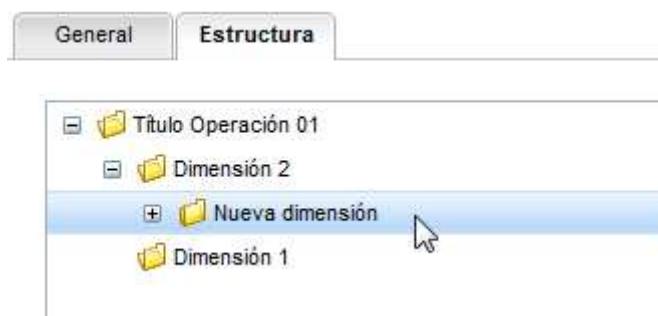 General Estructura
Título Operación 01
Dimensión 2
Nueva dimensión
Dimensión 1